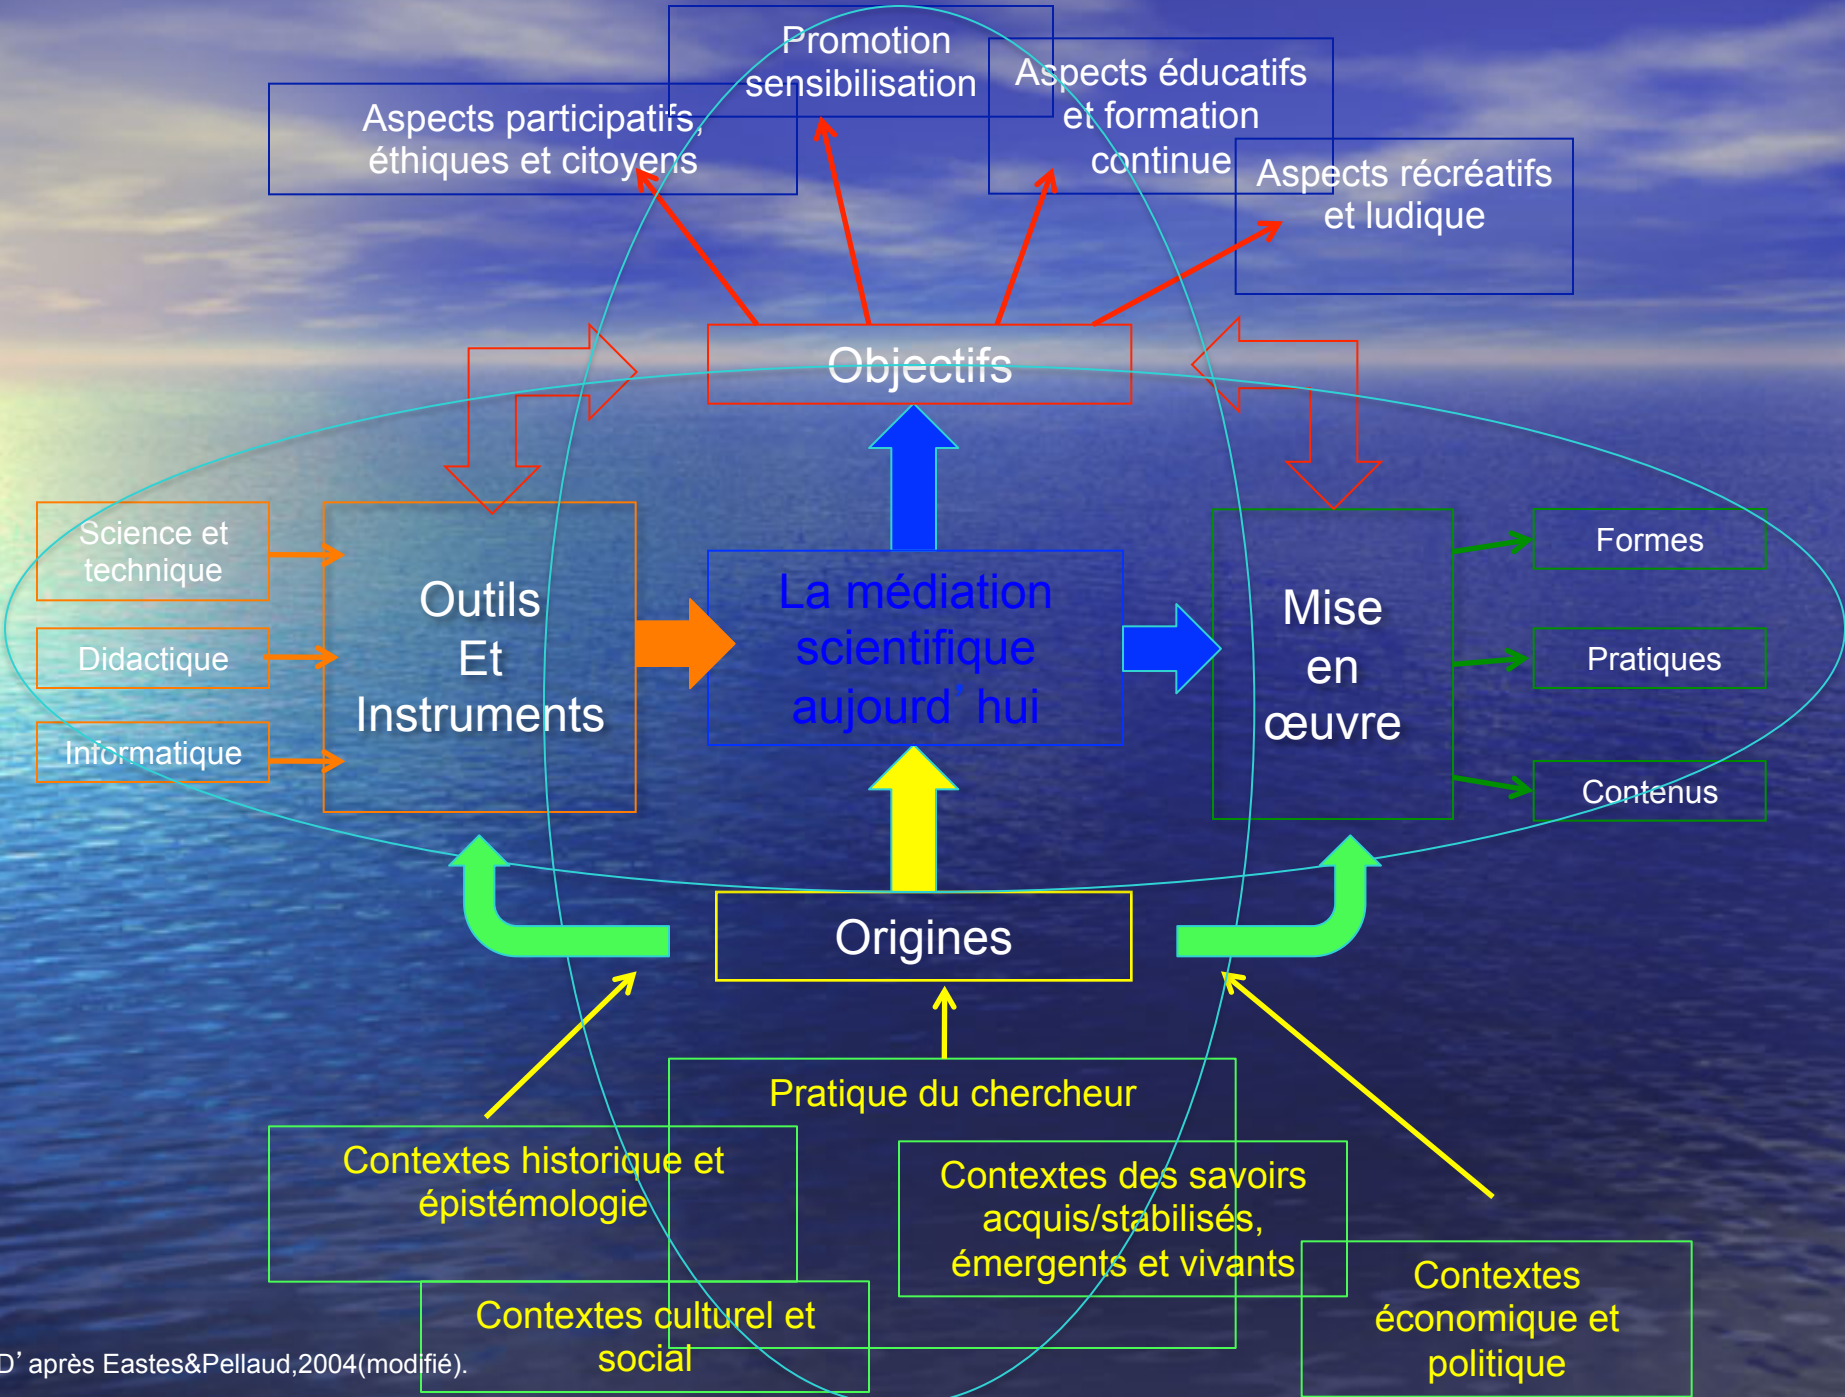 Promotion
sensibilisation
Aspects participatifs,
éthiques et citoyens
Aspects éducatifs
et formation
continue
Aspects récréatifs
et ludique
Objectifs
Science et
technique
Didactique
Informatique
Outils
Et
Instruments
La médiation
scientifique
aujourd’ hui
Mise
en
œuvre
Formes
Pratiques
Contenus
Origines
Pratique du chercheur
Contextes historique et
épistémologie
Contextes des savoirs
acquis/stabilisés,
émergents et vivants
Contextes culturel et
social
Contextes
économique et
politique
D’ après Eastes&Pellaud,2004(modifié).